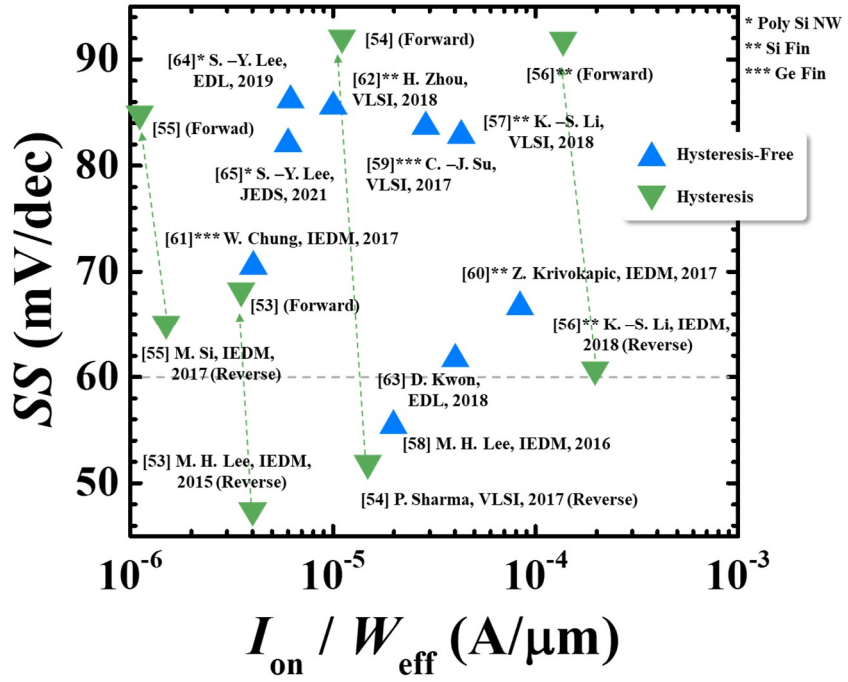 * Poly Si NW
** Si Fin
*** Ge Fin
90
80
70
60
50
SS (mV/dec)
[64]* S. –Y. Lee,
EDL, 2019
[54] (Forward)
[62]** H. Zhou,
VLSI, 2018
[56]** (Forward)
[55] (Forwad)
[57]** K. –S. Li,
VLSI, 2018
[59]*** C. –J. Su,
VLSI, 2017
[65]* S. –Y. Lee,
JEDS, 2021
Hysteresis-Free
Hysteresis
[61]*** W. Chung, IEDM, 2017
[60]** Z. Krivokapic, IEDM, 2017
[53] (Forward)
[56]** K. –S. Li, IEDM,
2018 (Reverse)
[55] M. Si, IEDM,
2017 (Reverse)
[63] D. Kwon,
EDL, 2018
[58] M. H. Lee, IEDM, 2016
[53] M. H. Lee, IEDM,
2015 (Reverse)
[54] P. Sharma, VLSI, 2017 (Reverse)
10⁻⁶ 10⁻⁵ 10⁻⁴ 10⁻³
I on / W eff (A/μm)